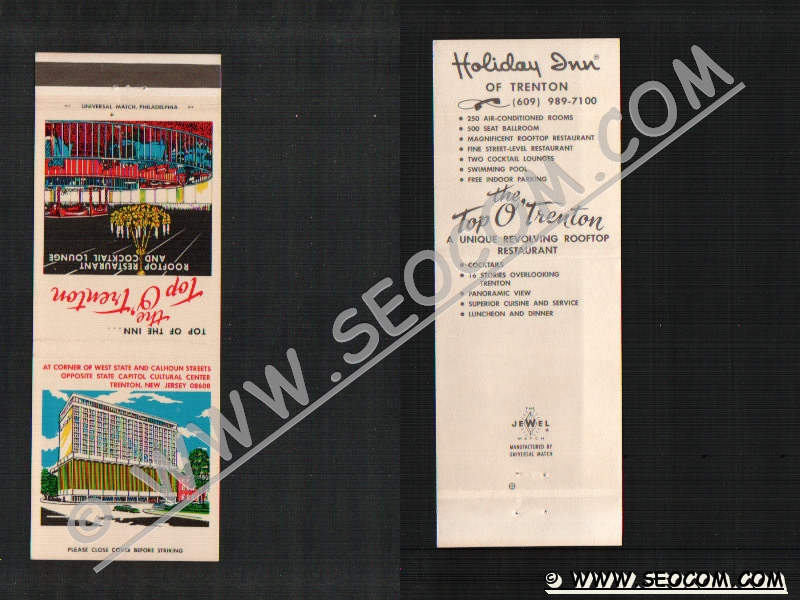 UNIVERSAL MATCH, PHILADELPHIA
ROOFTOP RESTAURANT
AND COCKTAIL LOUNGE
the
Top O'Trenton
TOP OF THE INN ...
AT CORNER OF WEST STATE AND CALHOUN STREETS
OPPOSITE STATE CAPITOL CULTURAL CENTER
TRENTON, NEW JERSEY 08608
PLEASE CLOSE COVER BEFORE STRIKING
Holiday Inn®
OF TRENTON
(609) 989-7100
• 250 AIR-CONDITIONED ROOMS
• 500 SEAT BALLROOM
• MAGNIFICENT ROOFTOP RESTAURANT
• FINE STREET-LEVEL RESTAURANT
• TWO COCKTAIL LOUNGES
• SWIMMING POOL
• FREE INDOOR PARKING
the
Top O'Trenton
A UNIQUE REVOLVING ROOFTOP
RESTAURANT
• COCKTAILS
• 16 STORIES OVERLOOKING
TRENTON
• PANORAMIC VIEW
• SUPERIOR CUISINE AND SERVICE
• LUNCHEON AND DINNER
THE
JEWEL
MATCH
MANUFACTURED BY
UNIVERSAL MATCH
© WWW.SEOCOM.COM
© WWW.SEOCOM.COM